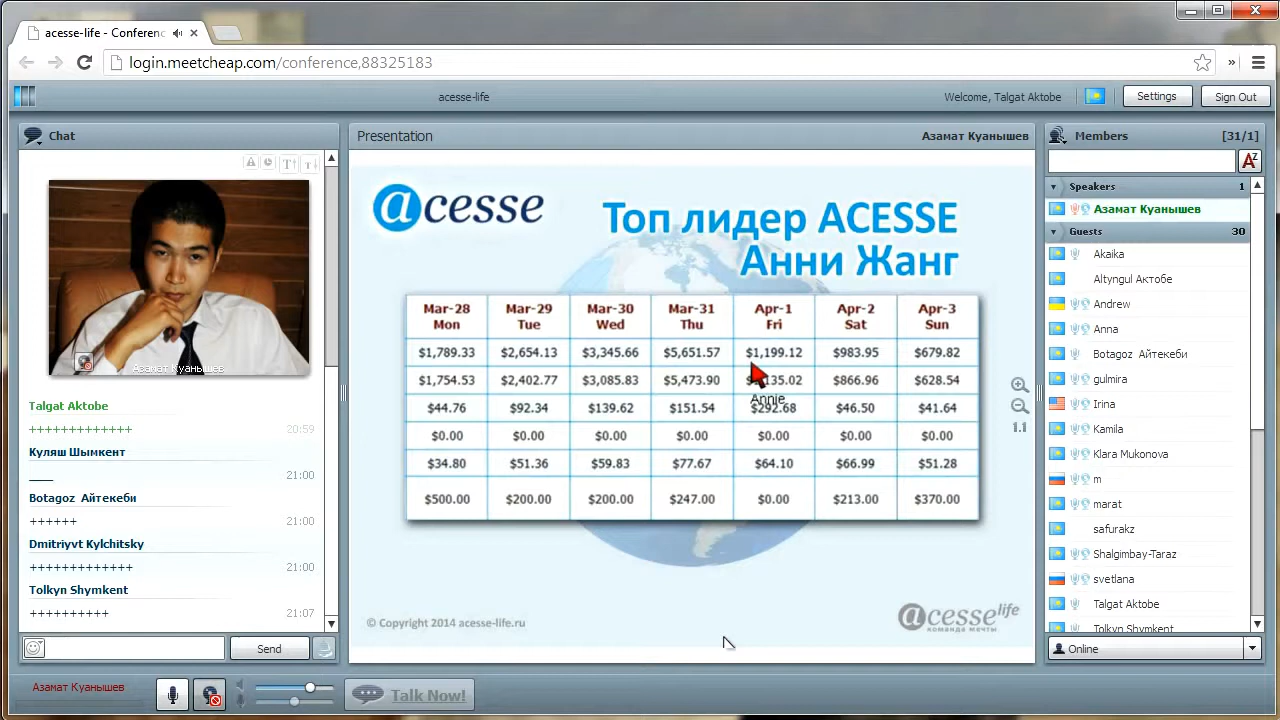 acesse-life - Conferenc
login.meetcheap.com/conference,88325183
acesse-life
Welcome, Talgat Aktobe
Settings
Sign Out
Chat
Азамат Куанышев
Talgat Aktobe
+++++++++++++
20:59
Куляш Шымкент
___
21:00
Botagoz Айтекеби
++++++
21:00
Dmitriyvt Kylchitsky
+++++++++++++
21:00
Tolkyn Shymkent
++++++++++
21:07
Send
Азамат Куанышев
Talk Now!
Presentation
Азамат Куанышев
acesse
Топ лидер ACESSE
Анни Жанг
Mar-28 Mar-29 Mar-30 Mar-31 Apr-1 Apr-2 Apr-3
Mon Tue Wed Thu Fri Sat Sun
$1,789.33 $2,654.13 $3,345.66 $5,651.57 $1,199.12 $983.95 $679.82
$1,754.53 $2,402.77 $3,085.83 $5,473.90 135.02 $866.96 $628.54
Annie
$44.76 $92.34 $139.62 $151.54 $292.68 $46.50 $41.64
$0.00 $0.00 $0.00 $0.00 $0.00 $0.00 $0.00
$34.80 $51.36 $59.83 $77.67 $64.10 $66.99 $51.28
$500.00 $200.00 $200.00 $247.00 $0.00 $213.00 $370.00
1.1
© Copyright 2014 acesse-life.ru
acesse life
команда мечты
Members
[31/1]
AZ
Speakers 1
Азамат Куанышев
Guests 30
Akaika
Altyngul Актобе
Andrew
Anna
Botagoz Айтекеби
gulmira
Irina
Kamila
Klara Mukonova
m
marat
safurakz
Shalgimbay-Taraz
svetlana
Talgat Aktobe
Tolkyn Shymkent
Online